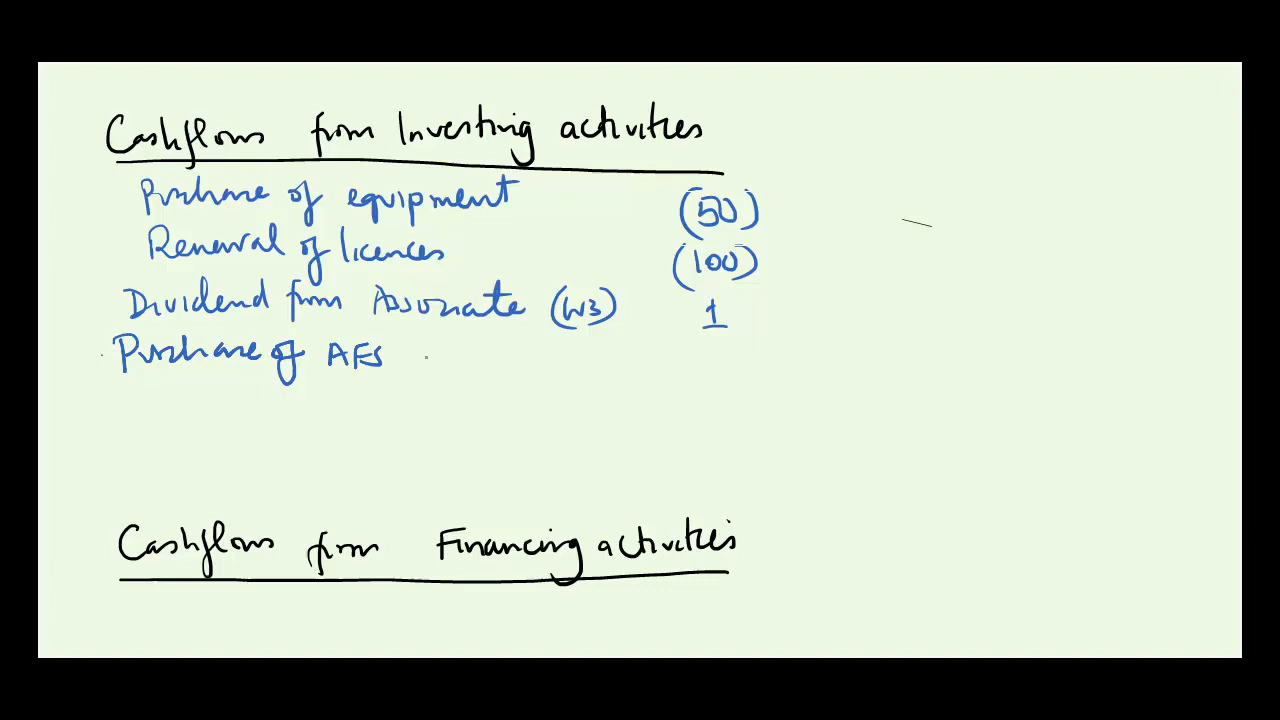 Cashflows from Investing activities
Purchase of equipment (50)
Renewal of licences (100)
Dividend from Associate (W3) 1
Purchase of AFS
Cashflows from Financing activities